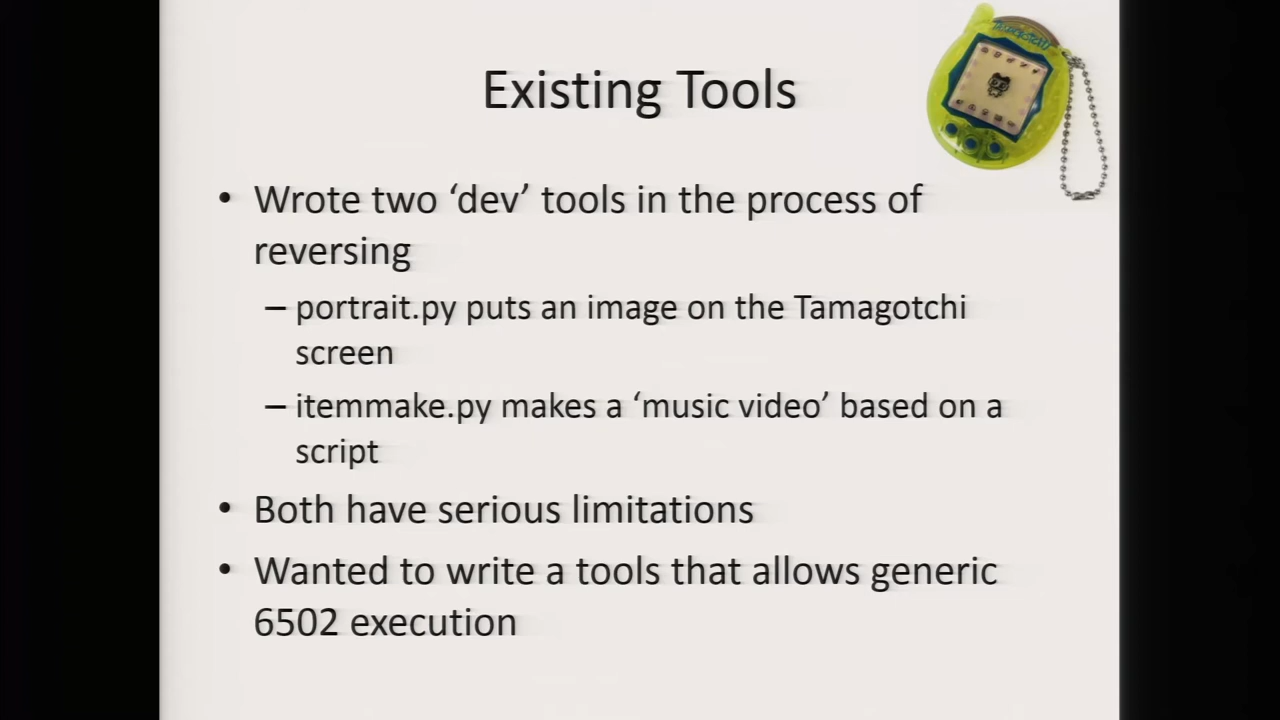 Existing Tools
• Wrote two ‘dev’ tools in the process of
reversing
– portrait.py puts an image on the Tamagotchi
screen
– itemmake.py makes a ‘music video’ based on a
script
• Both have serious limitations
• Wanted to write a tools that allows generic
6502 execution